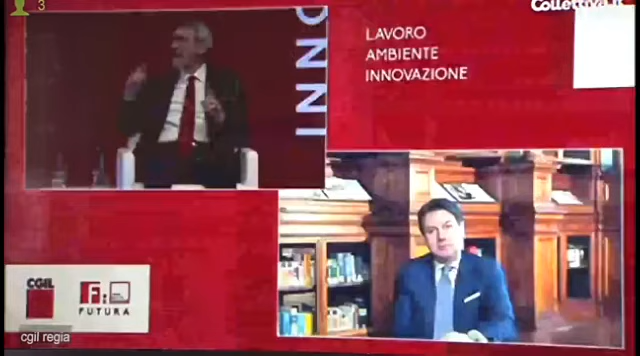 3
Collettiva.it
INNO
LAVORO
AMBIENTE
INNOVAZIONE
CGIL
F:
FUTURA
cgil regia